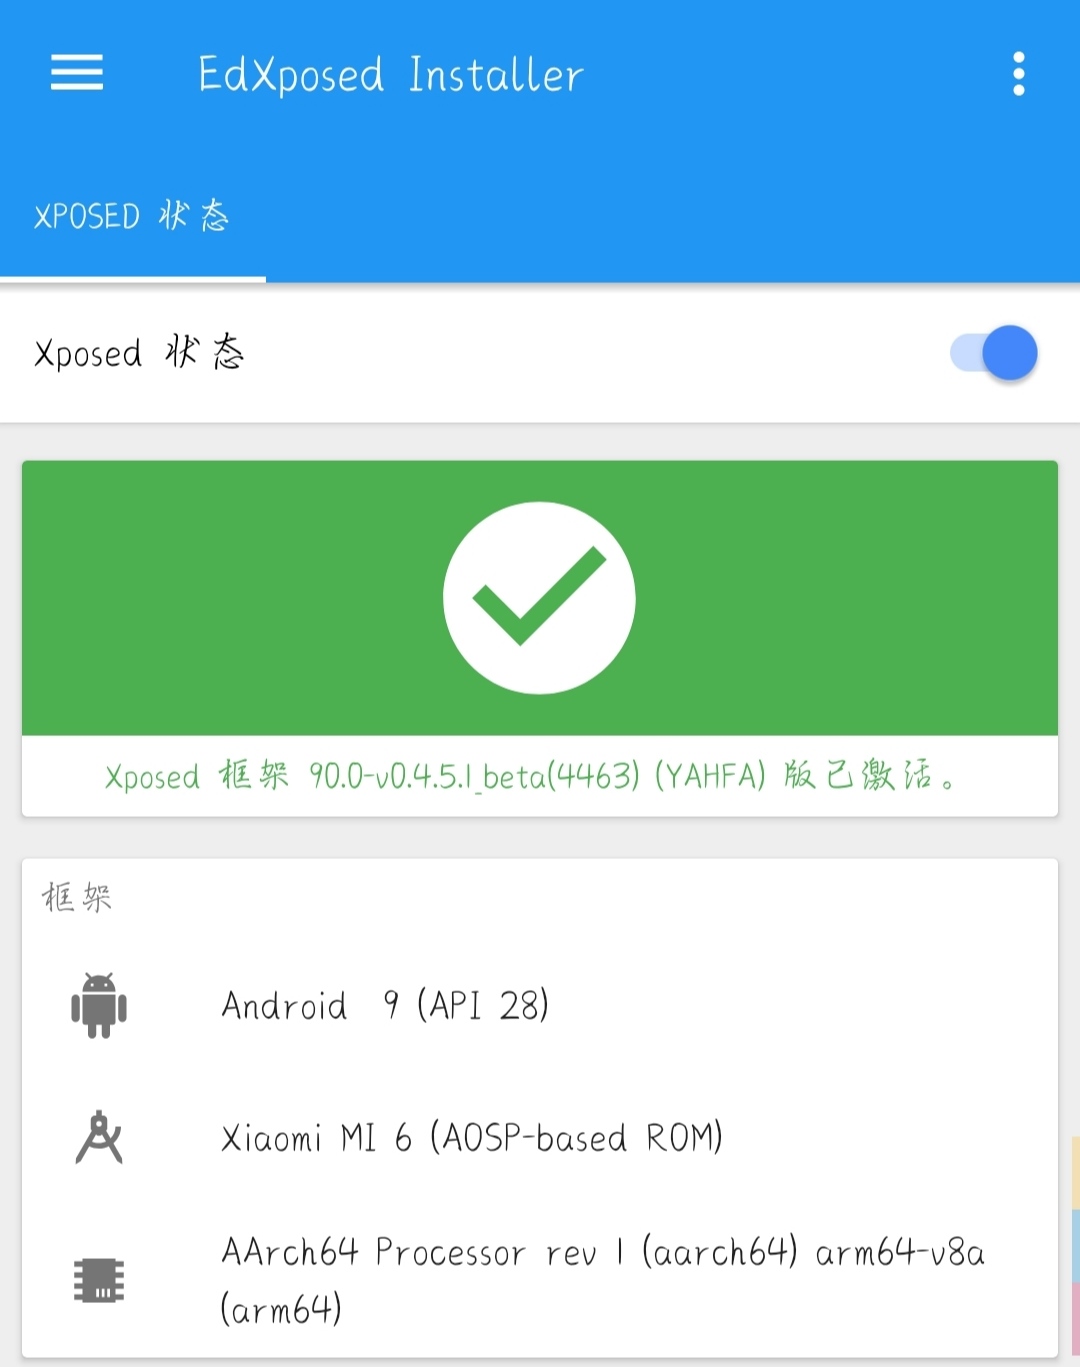 EdXposed Installer
XPOSED 状态
Xposed 状态
Xposed 框架 90.0-v0.4.5.1_beta(4463) (YAHFA) 版已激活。
框架
Android  9 (API 28)
Xiaomi MI 6 (AOSP-based ROM)
AArch64 Processor rev 1 (aarch64) arm64-v8a
(arm64)